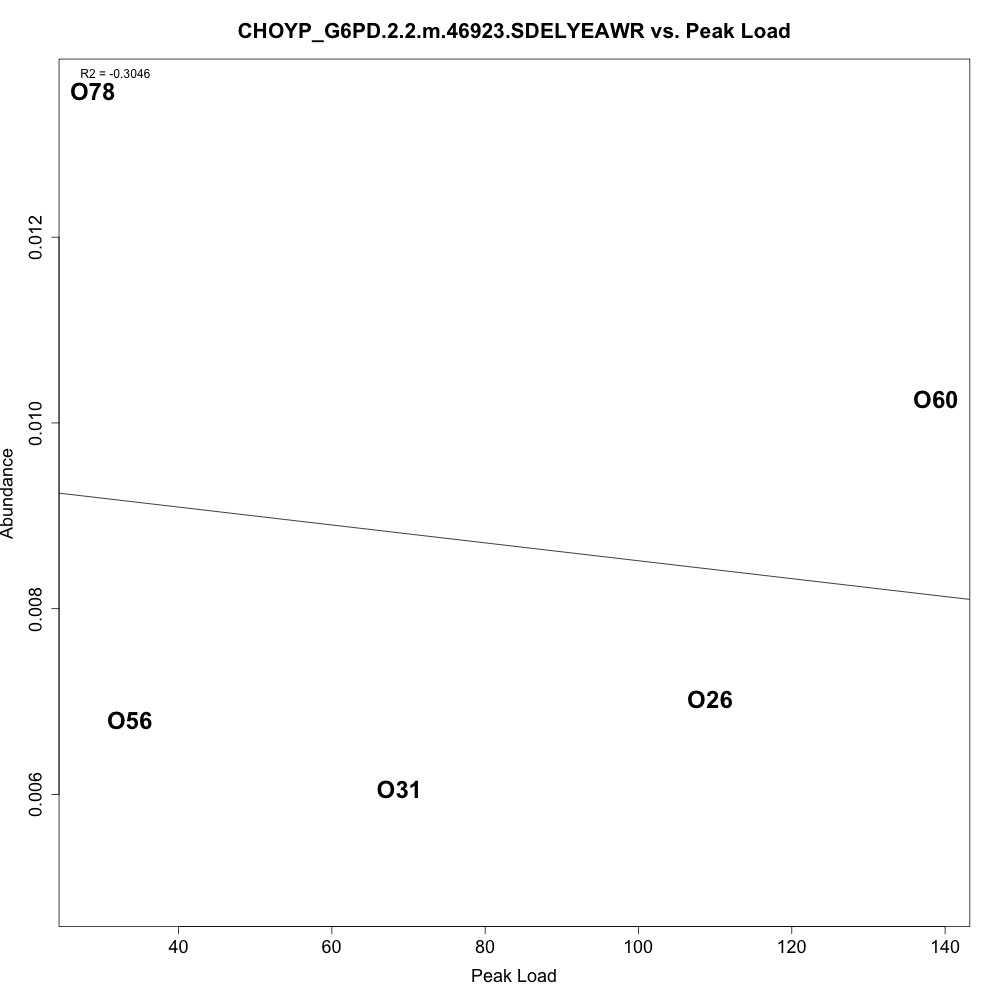 CHOYP_G6PD.2.2.m.46923.SDELYEAWR vs. Peak Load
R2 = -0.3046
O78
O60
O56
O26
O31
Abundance
0.012
0.010
0.008
0.006
40 60 80 100 120 140
Peak Load